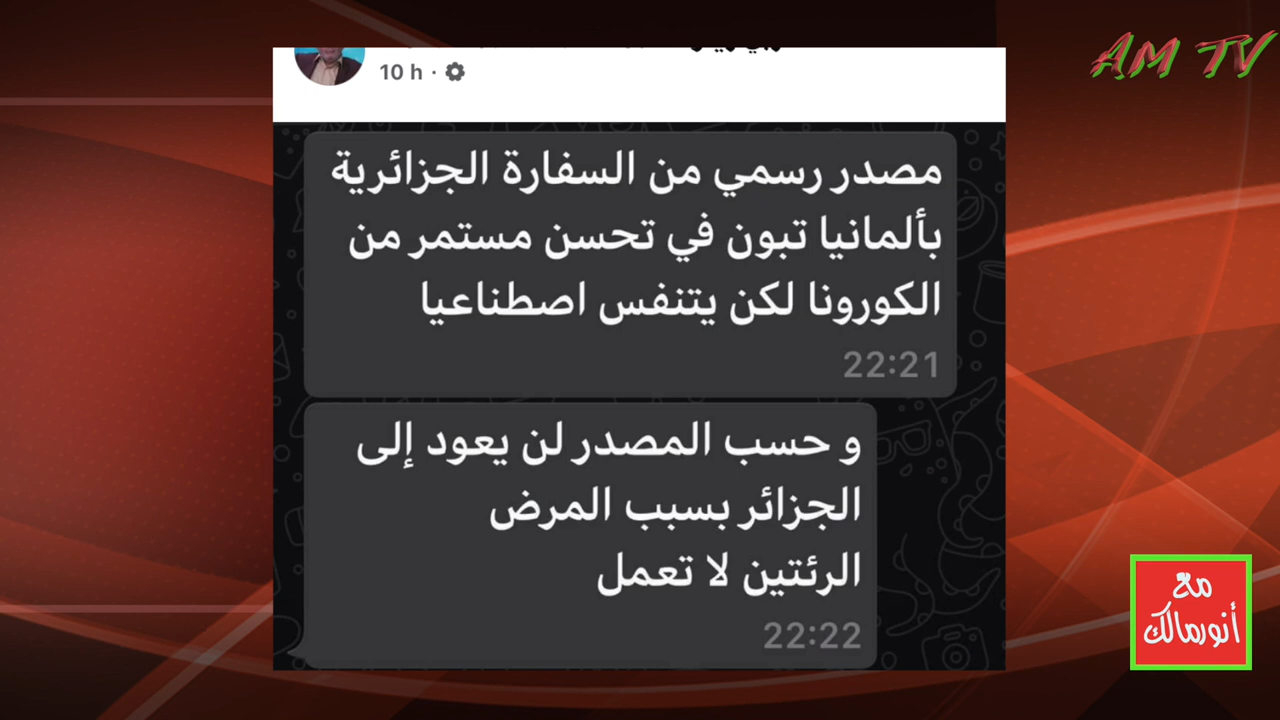 AM TV
10 h ·
مصدر رسمي من السفارة الجزائرية
بألمانيا تبون في تحسن مستمر من
الكورونا لكن يتنفس اصطناعيا
22:21
و حسب المصدر لن يعود إلى
الجزائر بسبب المرض
الرئتين لا تعمل
22:22
مع
أنورمالك